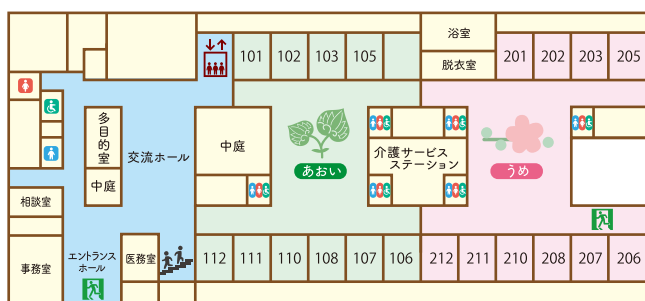 浴室
脱衣室
101
102
103
105
201
202
203
205
多目的室
交流ホール
中庭
中庭
介護サービス
ステーション
あおい
うめ
相談室
事務室
エントランス
ホール
医務室
112
111
110
108
107
106
212
211
210
208
207
206